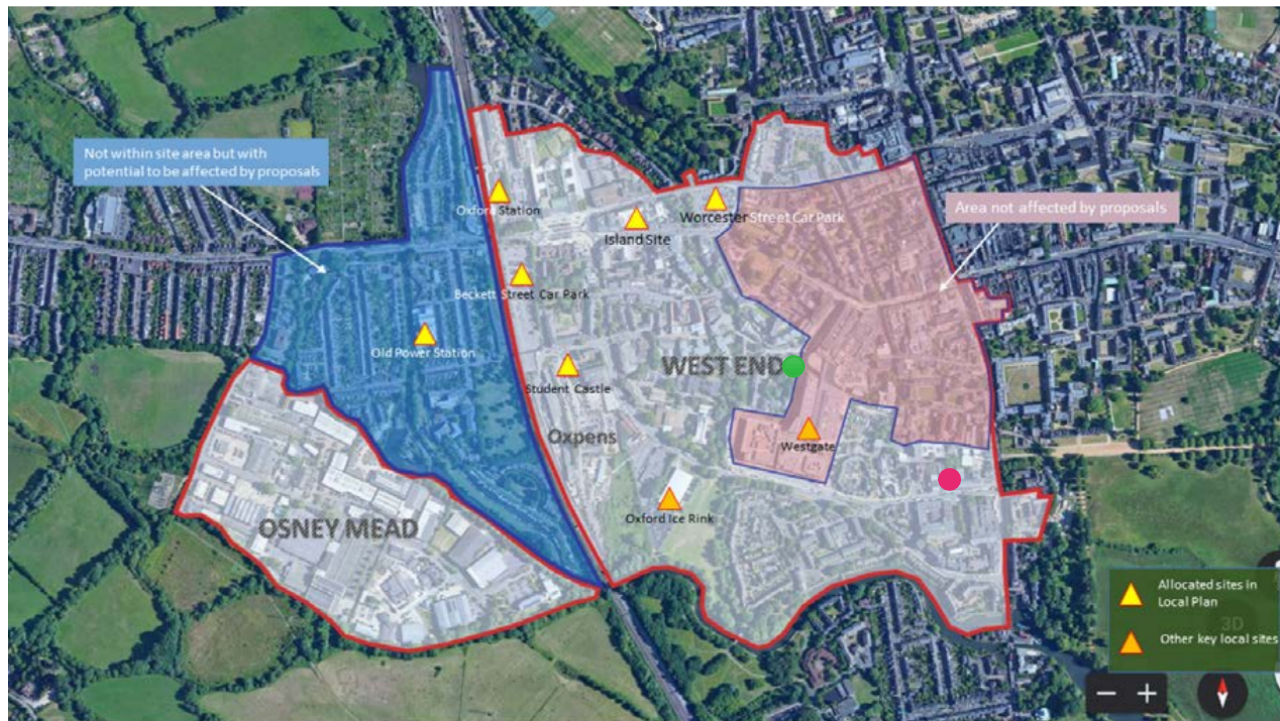 Not within site area but with
potential to be affected by proposals
Oxford Station
Island Site
Worcester Street Car Park
Area not affected by proposals
Beckett Street Car Park
Old Power Station
WEST END
Student Castle
Oxpens
Westgate
Oxford Ice Rink
OSNEY MEAD
Allocated sites in
Local Plan
3D
Other key local sites